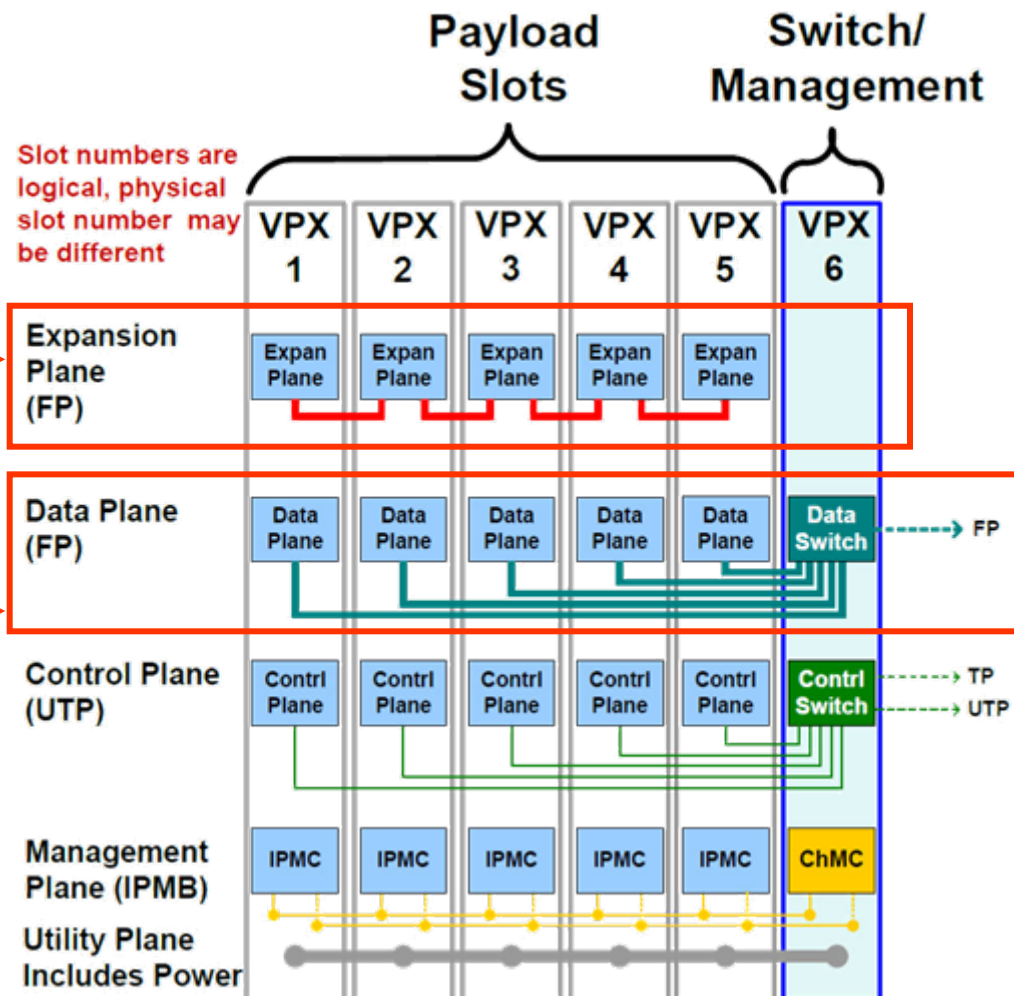 Payload
Slots
Switch/
Management
Slot numbers are
logical, physical
slot number may
be different
VPX
1
VPX
2
VPX
3
VPX
4
VPX
5
VPX
6
Expansion
Plane
(FP)
Expan
Plane
Expan
Plane
Expan
Plane
Expan
Plane
Expan
Plane
Data Plane
(FP)
Data
Plane
Data
Plane
Data
Plane
Data
Plane
Data
Plane
Data
Switch
FP
Control Plane
(UTP)
Contrl
Plane
Contrl
Plane
Contrl
Plane
Contrl
Plane
Contrl
Plane
Contrl
Switch
TP
UTP
Management
Plane (IPMB)
IPMC
IPMC
IPMC
IPMC
IPMC
ChMC
Utility Plane
Includes Power